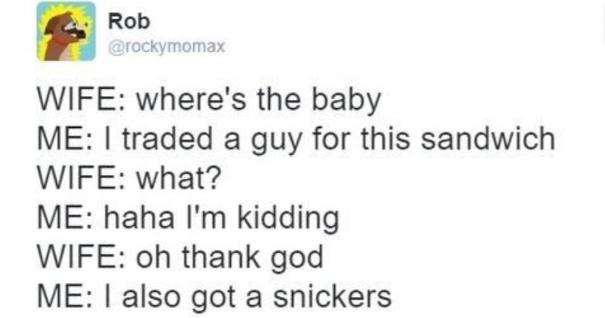 Rob
@rockymomax
WIFE: where's the baby
ME: I traded a guy for this sandwich
WIFE: what?
ME: haha I'm kidding
WIFE: oh thank god
ME: I also got a snickers